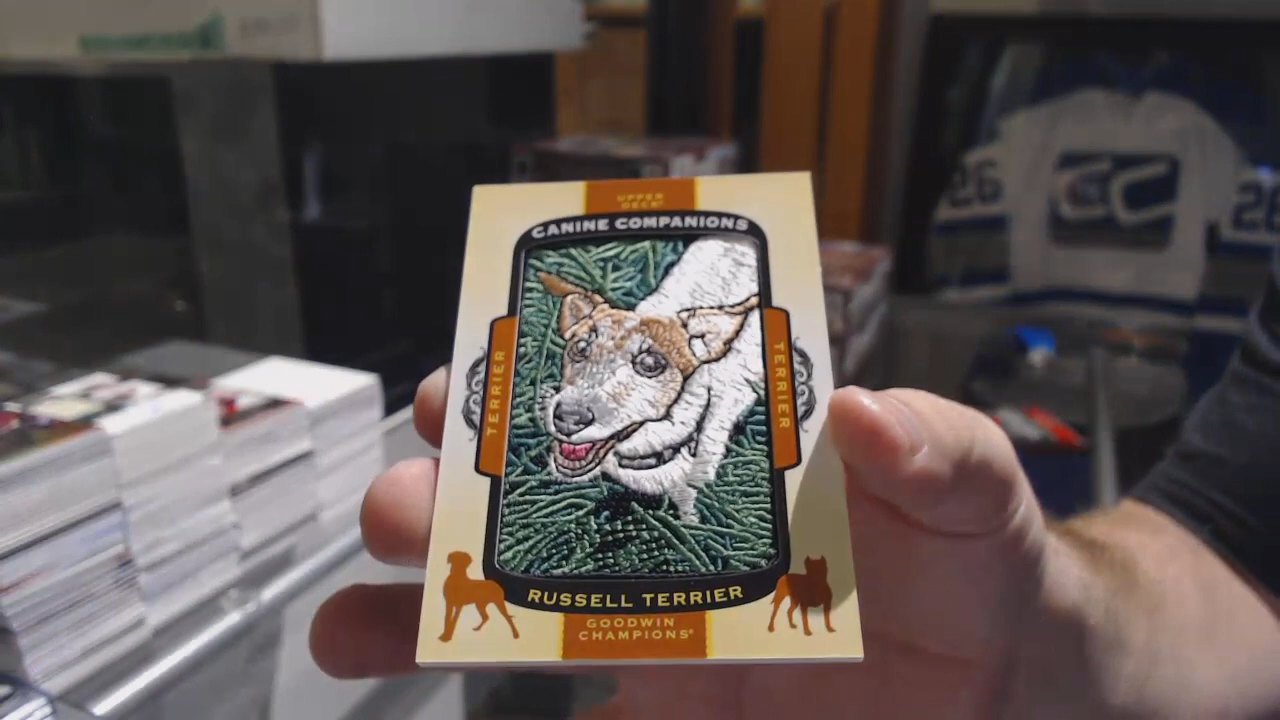 UPPER
DECK
CANINE COMPANIONS
TERRIER
TERRIER
RUSSELL TERRIER
GOODWIN
CHAMPIONS®
26
26